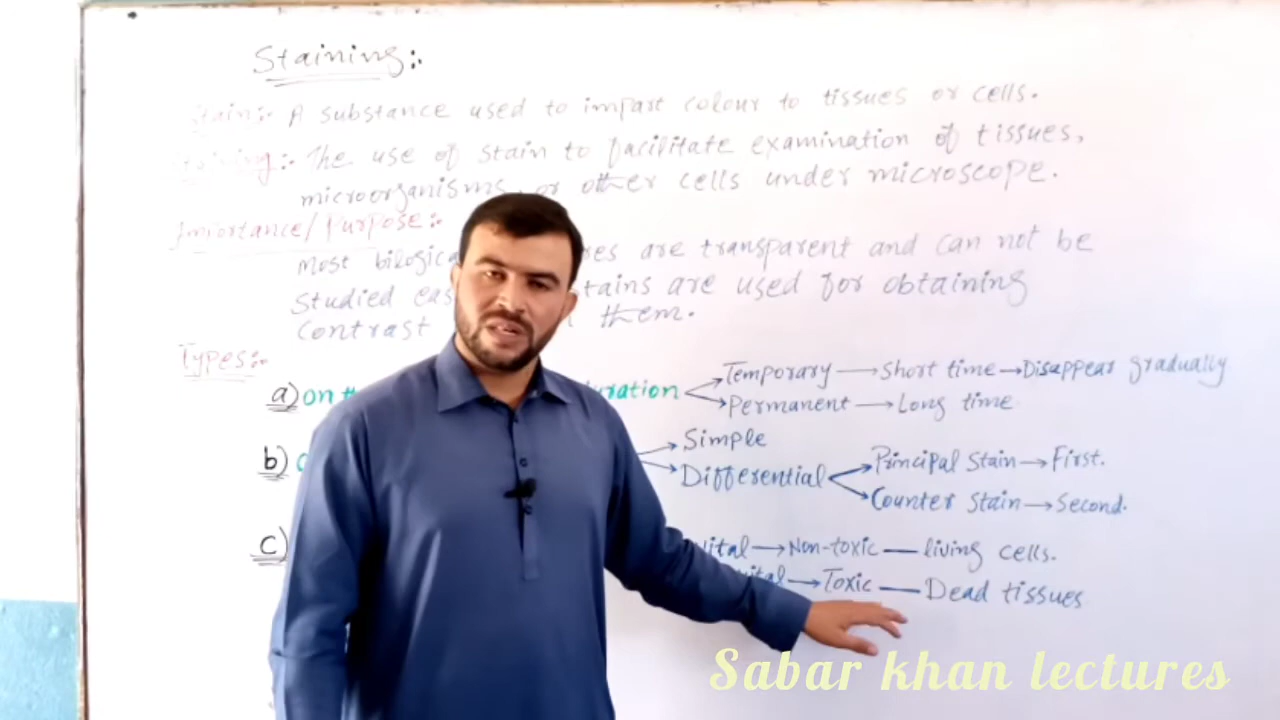 Staining:-
Stain:- A substance used to impart colour to tissues or cells.
Staining:- The use of stain to facilitate examination of tissues,
microorganisms or other cells under microscope.
Importance/Purpose:-
Most are transparent and can not be
Studied are used for obtaining
contrast them.
Types:-
a) on
Temporary → Short time → Disappear gradually
Permanent → Long time
b)
Simple
Differential
Principal Stain → First.
Counter Stain → Second.
c)
→ Non-toxic — living cells.
→ Toxic — Dead tissues
Sabar khan lectures